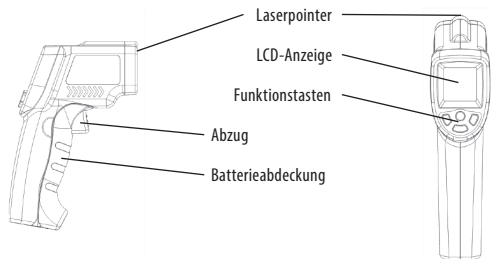 Laserpointer
LCD-Anzeige
Funktionstasten
Abzug
Batterieabdeckung